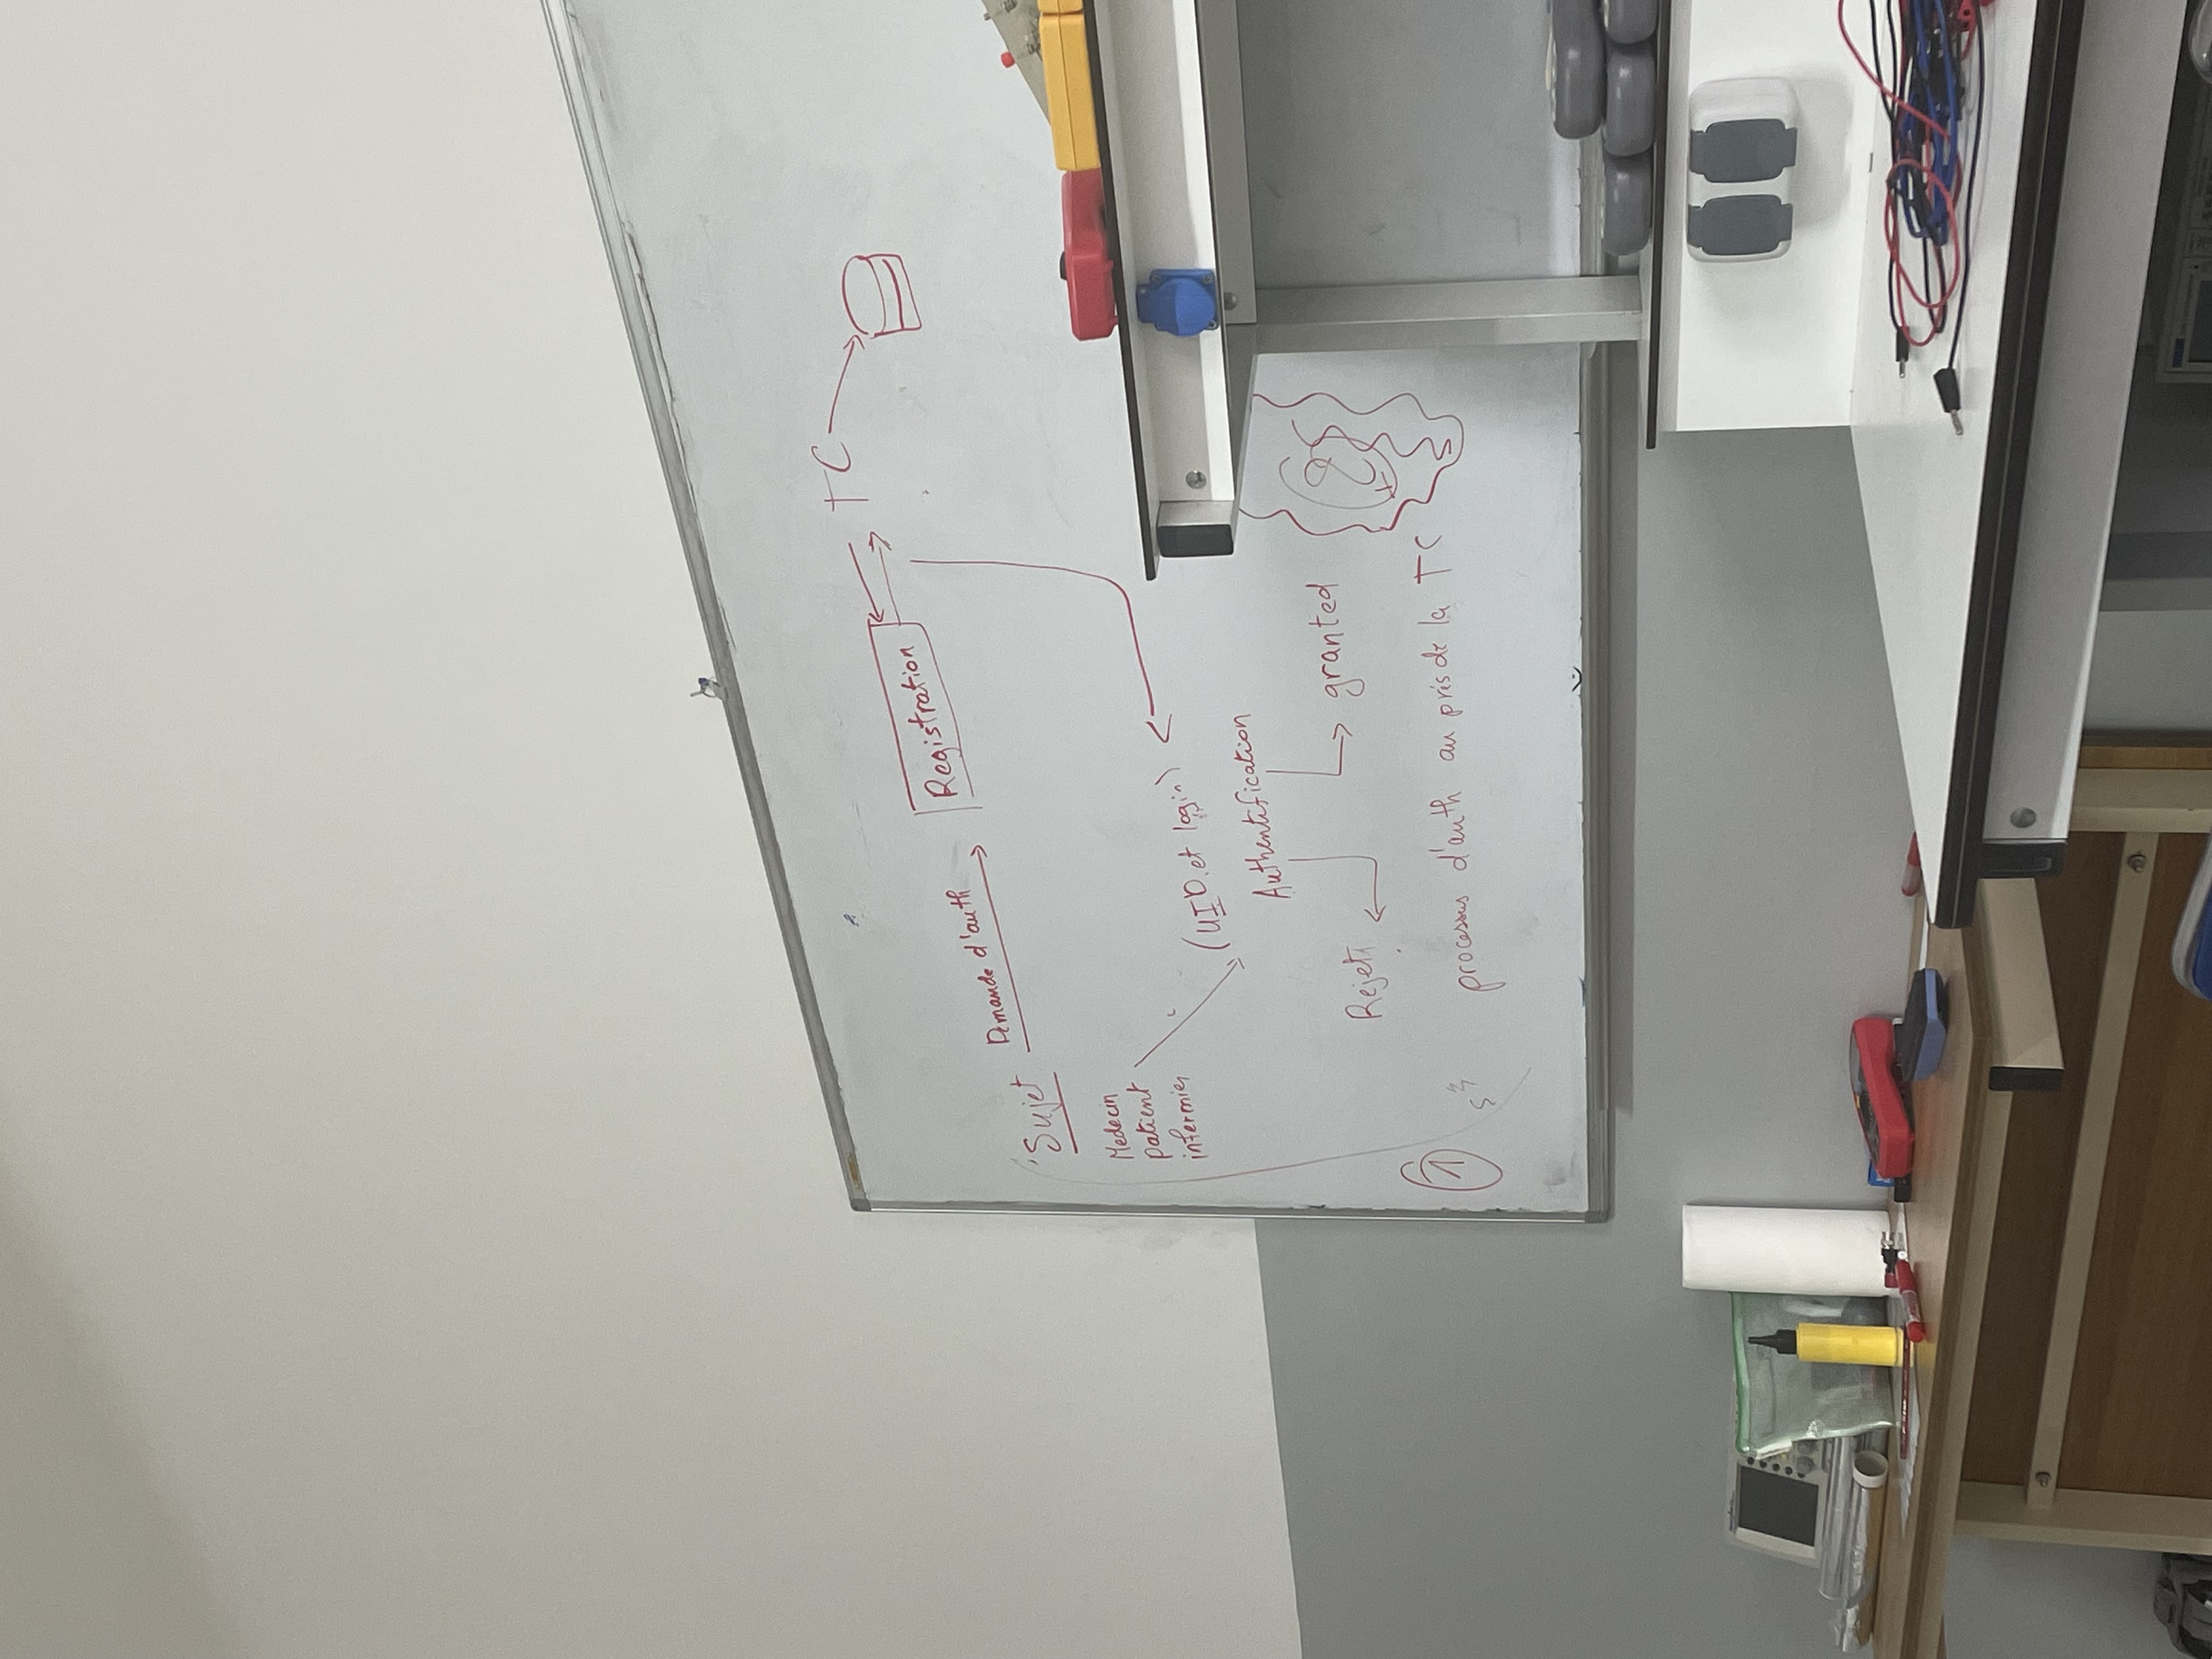 TC
Registration
Demande d'auth
Sujet
Medecin
patient
infermier
(UID et login)
Authentification
granted
Rejet
1
processus d'auth au près de la TC